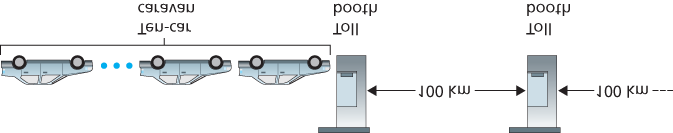 Ten-car
caravan
Toll
booth
Toll
booth
100 km
100 km